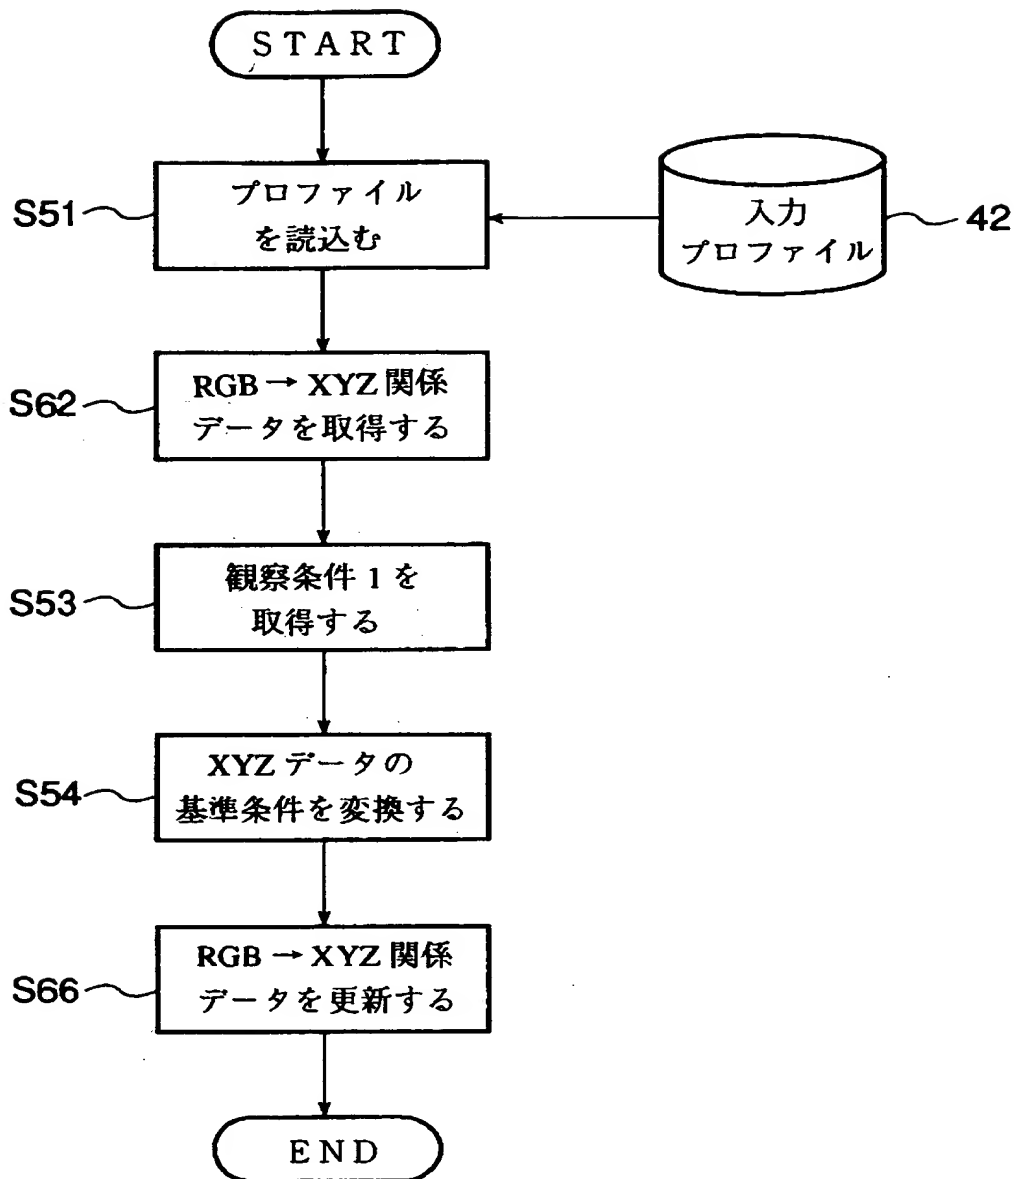 START
S51
プロファイル
を読込む
入力
プロファイル
42
S62
RGB → XYZ 関係
データを取得する
S53
観察条件 1 を
取得する
S54
XYZ データの
基準条件を変換する
S66
RGB → XYZ 関係
データを更新する
END